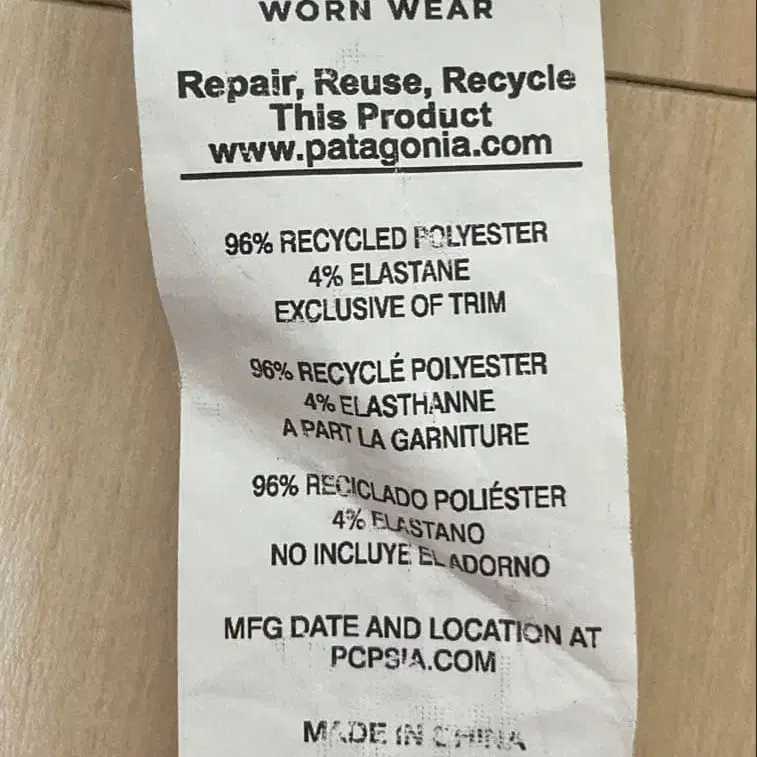 WORN WEAR
Repair, Reuse, Recycle
This Product
www.patagonia.com
96% RECYCLED POLYESTER
4% ELASTANE
EXCLUSIVE OF TRIM
96% RECYCLÉ POLYESTER
4% ELASTHANNE
A PART LA GARNITURE
96% RECICLADO POLIÉSTER
4% ELASTANO
NO INCLUYE EL ADORNO
MFG DATE AND LOCATION AT
PCPSIA.COM
MADE IN CHINA